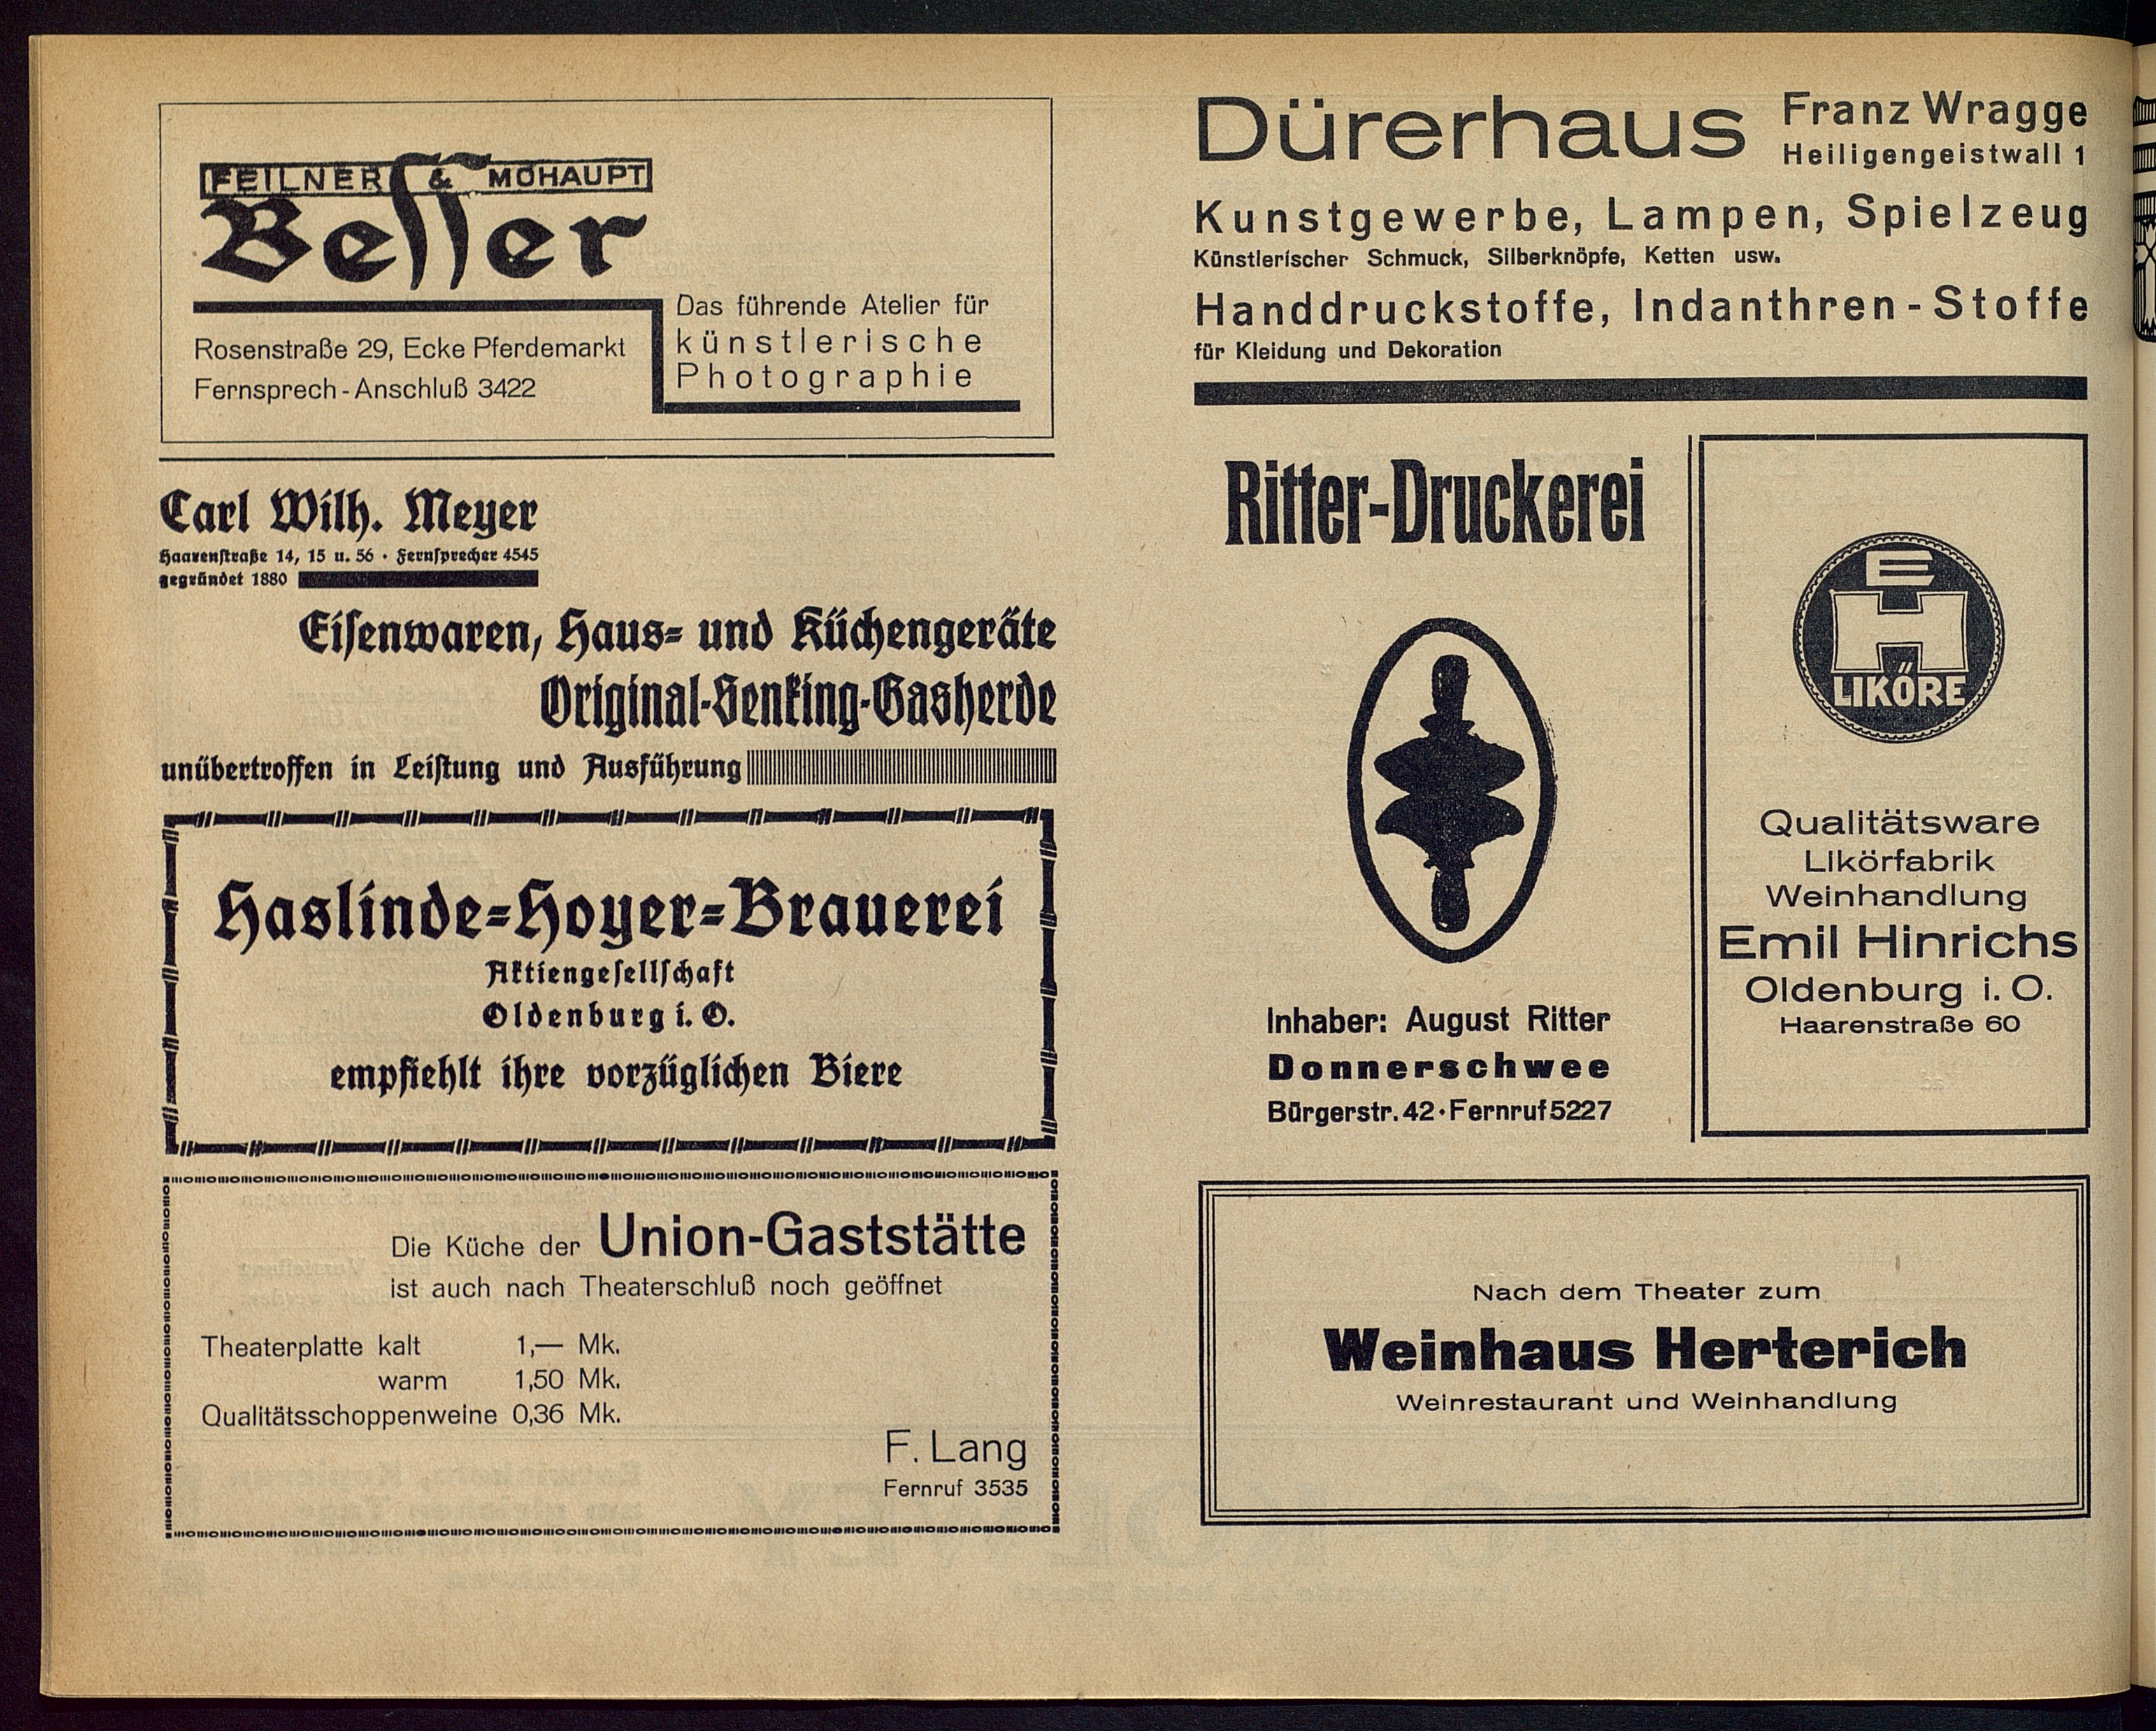 FEILNER & MOHAUPT
Besser
Das führende Atelier für
künstlerische
Photographie
Rosenstraße 29, Ecke Pferdemarkt
Fernsprech-Anschluß 3422
Carl Wilh. Meyer
Haarenstraße 14, 15 u. 56 · Fernsprecher 4545
gegründet 1880
Eisenwaren, Haus- und Küchengeräte
Original-Senking-Gasherde
unübertroffen in Leistung und Ausführung
Haslinde-Hoyer-Brauerei
Aktiengesellschaft
Oldenburg i. O.
empfiehlt ihre vorzüglichen Biere
Die Küche der Union-Gaststätte
ist auch nach Theaterschluß noch geöffnet
Theaterplatte kalt 1,— Mk.
warm 1,50 Mk.
Qualitätsschoppenweine 0,36 Mk.
F. Lang
Fernruf 3535
Dürerhaus Franz Wragge
Heiligengeistwall 1
Kunstgewerbe, Lampen, Spielzeug
Künstlerischer Schmuck, Silberknöpfe, Ketten usw.
Handdruckstoffe, Indanthren-Stoffe
für Kleidung und Dekoration
Ritter-Druckerei
Inhaber: August Ritter
Donnerschwee
Bürgerstr. 42 · Fernruf 5227
E
H
LIKÖRE
Qualitätsware
Likörfabrik
Weinhandlung
Emil Hinrichs
Oldenburg i. O.
Haarenstraße 60
Nach dem Theater zum
Weinhaus Herterich
Weinrestaurant und Weinhandlung